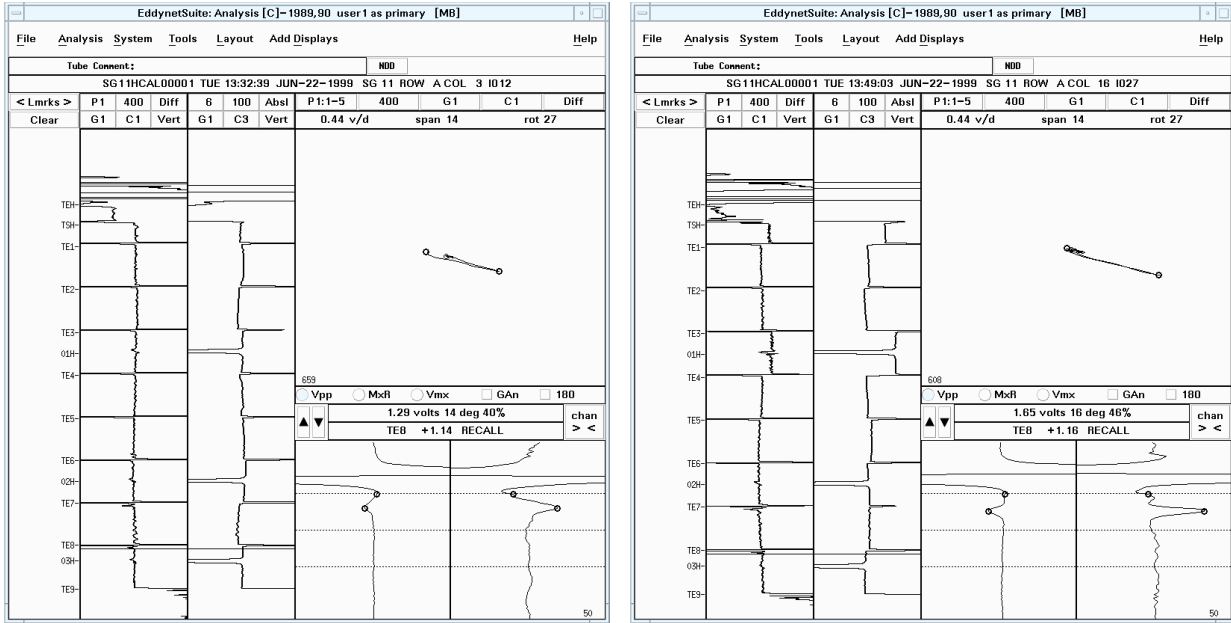 EddynetSuite: Analysis [C]-1989,90 user1 as primary [MB]
File Analysis System Tools Layout Add Displays Help
Tube Comment: NDD
SG11HCAL00001 TUE 13:32:39 JUN-22-1999 SG 11 ROW A COL 3 I012
< Lmrks > P1 400 Diff 6 100 Absl P1:1-5 400 G1 C1 Diff
Clear G1 C1 Vert G1 C3 Vert 0.44 v/d span 14 rot 27
TEH
TSH
TE1
TE2
TE3
01H
TE4
TE5
TE6
02H
TE7
TE8
03H
TE9
659
Vpp MxR Vmx GAn 180
1.29 volts 14 deg 40% chan
TE8 +1.14 RECALL > <
50
EddynetSuite: Analysis [C]-1989,90 user1 as primary [MB]
File Analysis System Tools Layout Add Displays Help
Tube Comment: NDD
SG11HCAL00001 TUE 13:49:03 JUN-22-1999 SG 11 ROW A COL 16 I027
< Lmrks > P1 400 Diff 6 100 Absl P1:1-5 400 G1 C1 Diff
Clear G1 C1 Vert G1 C3 Vert 0.44 v/d span 14 rot 27
TEH
TSH
TE1
TE2
TE3
01H
TE4
TE5
TE6
02H
TE7
TE8
03H
TE9
608
Vpp MxR Vmx GAn 180
1.65 volts 16 deg 46% chan
TE8 +1.16 RECALL > <
50